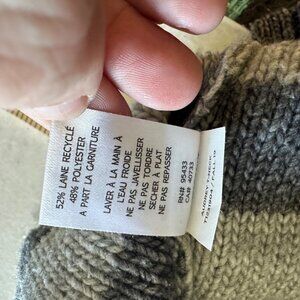 52% LAINE RECYCLÉ
48% POLYESTER
A PART LA GARNITURE
LAVER À LA MAIN À
L'EAU FROIDE
NE PAS JAVELLISER
NE PAS TORDRE
SÉCHER À PLAT
NE PAS REPASSER
RN# 95433
CA# 40733